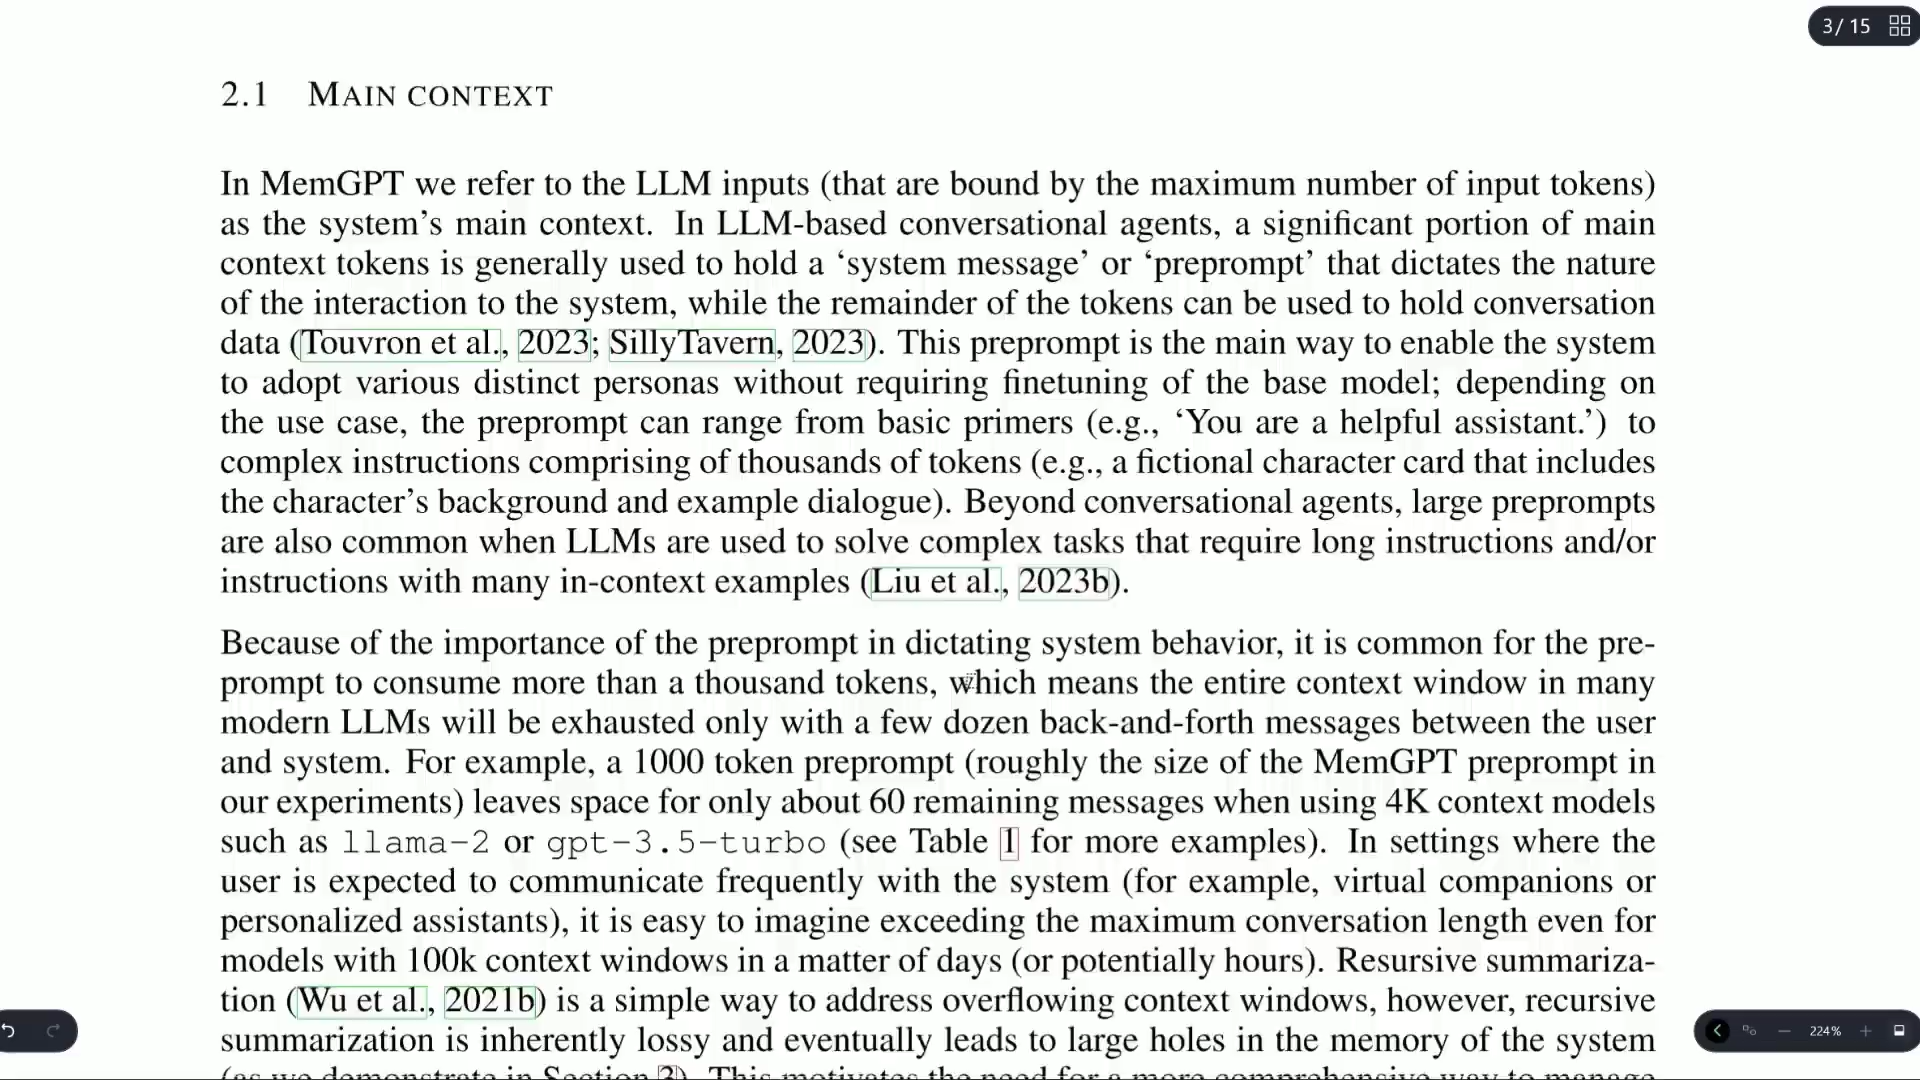 3/ 15
2.1 MAIN CONTEXT
In MemGPT we refer to the LLM inputs (that are bound by the maximum number of input tokens)
as the system’s main context. In LLM-based conversational agents, a significant portion of main
context tokens is generally used to hold a ‘system message’ or ‘preprompt’ that dictates the nature
of the interaction to the system, while the remainder of the tokens can be used to hold conversation
data (Touvron et al., 2023; SillyTavern, 2023). This preprompt is the main way to enable the system
to adopt various distinct personas without requiring finetuning of the base model; depending on
the use case, the preprompt can range from basic primers (e.g., ‘You are a helpful assistant.’) to
complex instructions comprising of thousands of tokens (e.g., a fictional character card that includes
the character’s background and example dialogue). Beyond conversational agents, large preprompts
are also common when LLMs are used to solve complex tasks that require long instructions and/or
instructions with many in-context examples (Liu et al., 2023b).
Because of the importance of the preprompt in dictating system behavior, it is common for the pre-
prompt to consume more than a thousand tokens, which means the entire context window in many
modern LLMs will be exhausted only with a few dozen back-and-forth messages between the user
and system. For example, a 1000 token preprompt (roughly the size of the MemGPT preprompt in
our experiments) leaves space for only about 60 remaining messages when using 4K context models
such as llama-2 or gpt-3.5-turbo (see Table 1 for more examples). In settings where the
user is expected to communicate frequently with the system (for example, virtual companions or
personalized assistants), it is easy to imagine exceeding the maximum conversation length even for
models with 100k context windows in a matter of days (or potentially hours). Resursive summariza-
tion (Wu et al., 2021b) is a simple way to address overflowing context windows, however, recursive
summarization is inherently lossy and eventually leads to large holes in the memory of the system
(as we demonstrate in Section 3). This motivates the need for a more comprehensive way to manage
224%